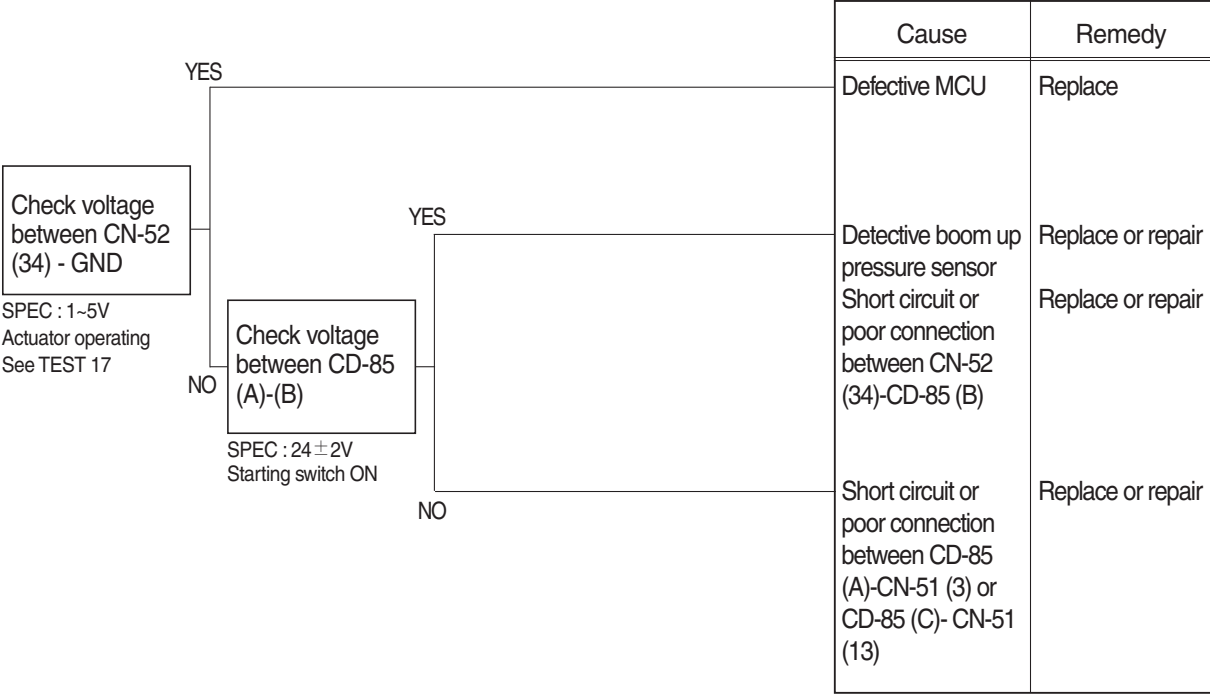 Cause
Remedy
YES
Defective MCU
Replace
Check voltage
between CN-52
(34) - GND
SPEC : 1~5V
Actuator operating
See TEST 17
YES
Detective boom up
pressure sensor
Replace or repair
Short circuit or
poor connection
between CN-52
(34)-CD-85 (B)
Replace or repair
NO
Check voltage
between CD-85
(A)-(B)
SPEC : 24±2V
Starting switch ON
NO
Short circuit or
poor connection
between CD-85
(A)-CN-51 (3) or
CD-85 (C)- CN-51
(13)
Replace or repair